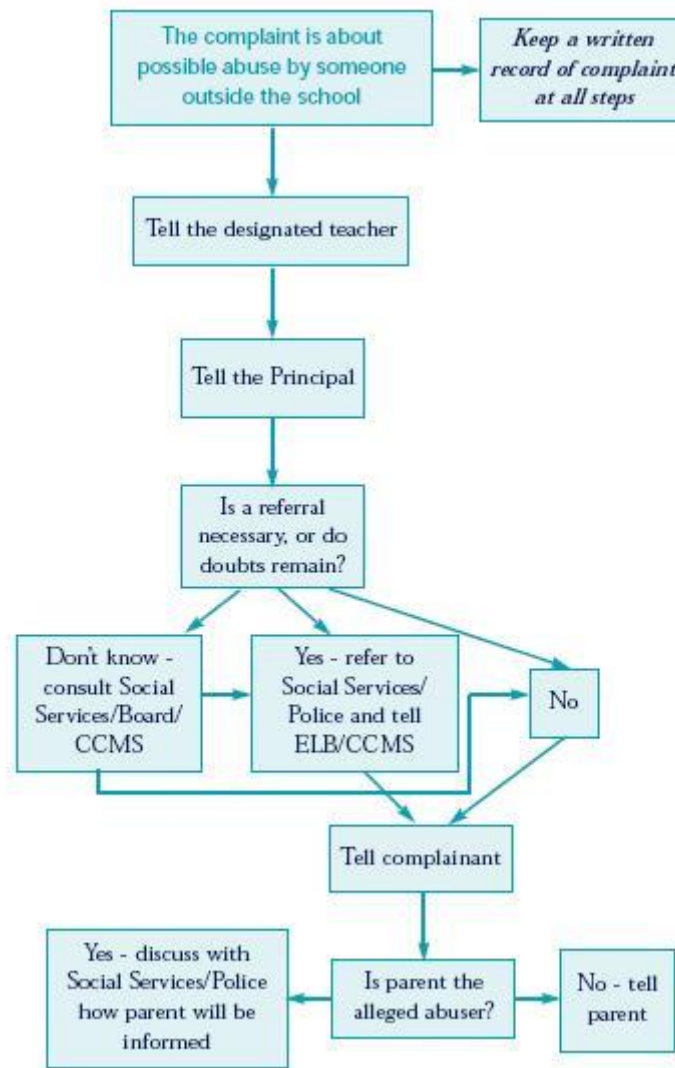 The complaint is about
possible abuse by someone
outside the school
Keep a written
record of complaint
at all steps
Tell the designated teacher
Tell the Principal
Is a referral
necessary, or do
doubts remain?
Don't know -
consult Social
Services/Board/
CCMS
Yes - refer to
Social Services/
Police and tell
ELB/CCMS
No
Tell complainant
Yes - discuss with
Social Services/Police
how parent will be
informed
Is parent the
alleged abuser?
No - tell
parent